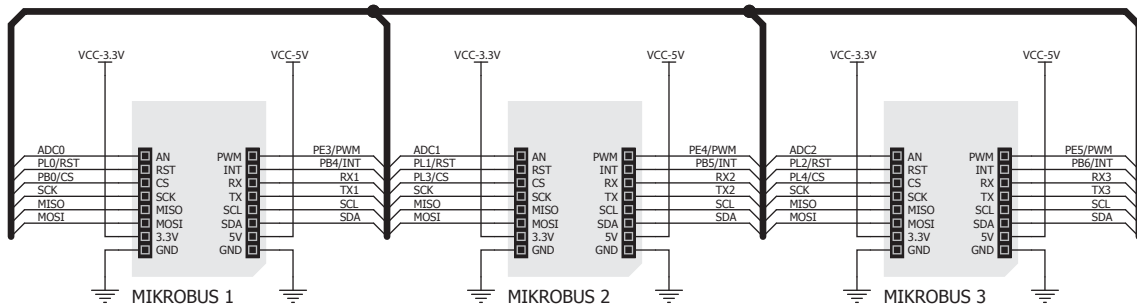 VCC-3.3V VCC-5V VCC-3.3V VCC-5V VCC-3.3V VCC-5V
ADC0 AN PWM PE3/PWM ADC1 AN PWM PE4/PWM ADC2 AN PWM PE5/PWM
PL0/RST RST INT PB4/INT PL1/RST RST INT PB5/INT PL2/RST RST INT PB6/INT
PB0/CS CS RX RX1 PL3/CS CS RX RX2 PL4/CS CS RX RX3
SCK SCK TX TX1 SCK SCK TX TX2 SCK SCK TX TX3
MISO MISO SCL SCL MISO MISO SCL SCL MISO MISO SCL SCL
MOSI MOSI SDA SDA MOSI MOSI SDA SDA MOSI MOSI SDA SDA
3.3V 5V 3.3V 5V 3.3V 5V
GND GND GND GND GND GND
MIKROBUS 1 MIKROBUS 2 MIKROBUS 3